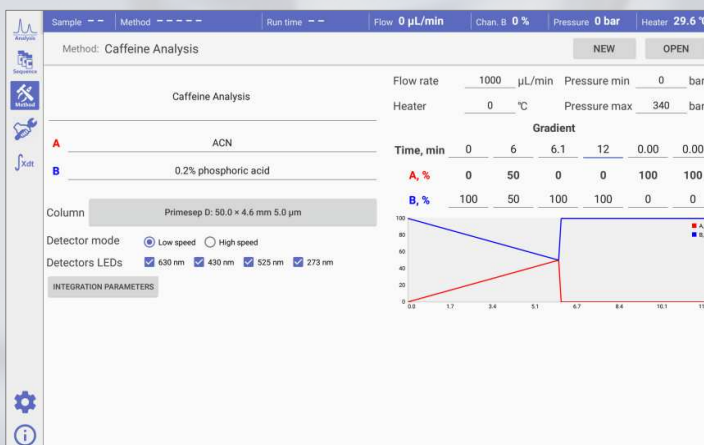 Sample – – Method – – – – – Run time – – Flow 0 µL/min Chan. B 0 % Pressure 0 bar Heater 29.6 °C
Analysis
Method: Caffeine Analysis NEW OPEN
Sequence
Flow rate 1000 µL/min Pressure min 0 bar
Caffeine Analysis
Method
Heater 0 °C Pressure max 340 bar
Gradient
A ACN
Time, min 0 6 6.1 12 0.00 0.00
∫Xdt
B 0.2% phosphoric acid
A, % 0 50 0 0 100 100
B, % 100 50 100 100 0 0
Column Primesep D: 50.0 × 4.6 mm 5.0 µm
Detector mode Low speed High speed
Detectors LEDs 630 nm 430 nm 525 nm 273 nm
INTEGRATION PARAMETERS
100
80
60
40
20
0
0.0 1.7 3.4 5.1 6.7 8.4 10.1
A,
B,